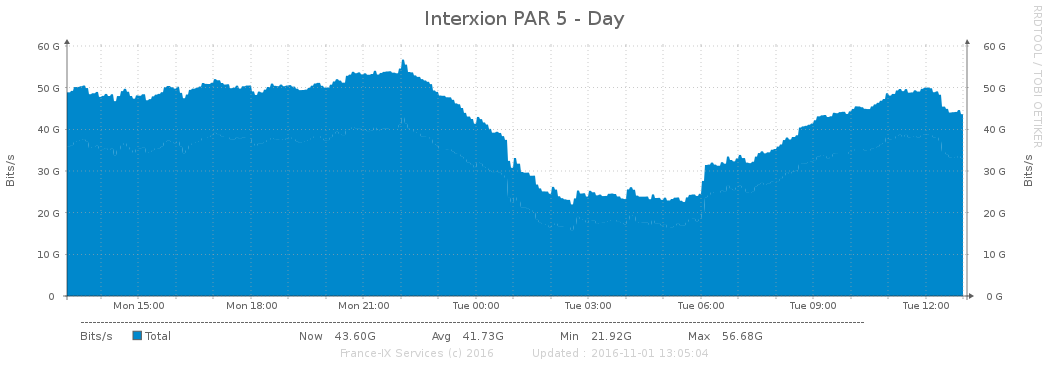 Interxion PAR 5 - Day
RRDTOOL / TOBI OETIKER
60 G 60 G
50 G 50 G
40 G 40 G
30 G 30 G
20 G 20 G
10 G 10 G
0 0 G
Bits/s Bits/s
Mon 15:00 Mon 18:00 Mon 21:00 Tue 00:00 Tue 03:00 Tue 06:00 Tue 09:00 Tue 12:00
Bits/s Total Now 43.60G Avg 41.73G Min 21.92G Max 56.68G
France-IX Services (c) 2016 Updated : 2016-11-01 13:05:04